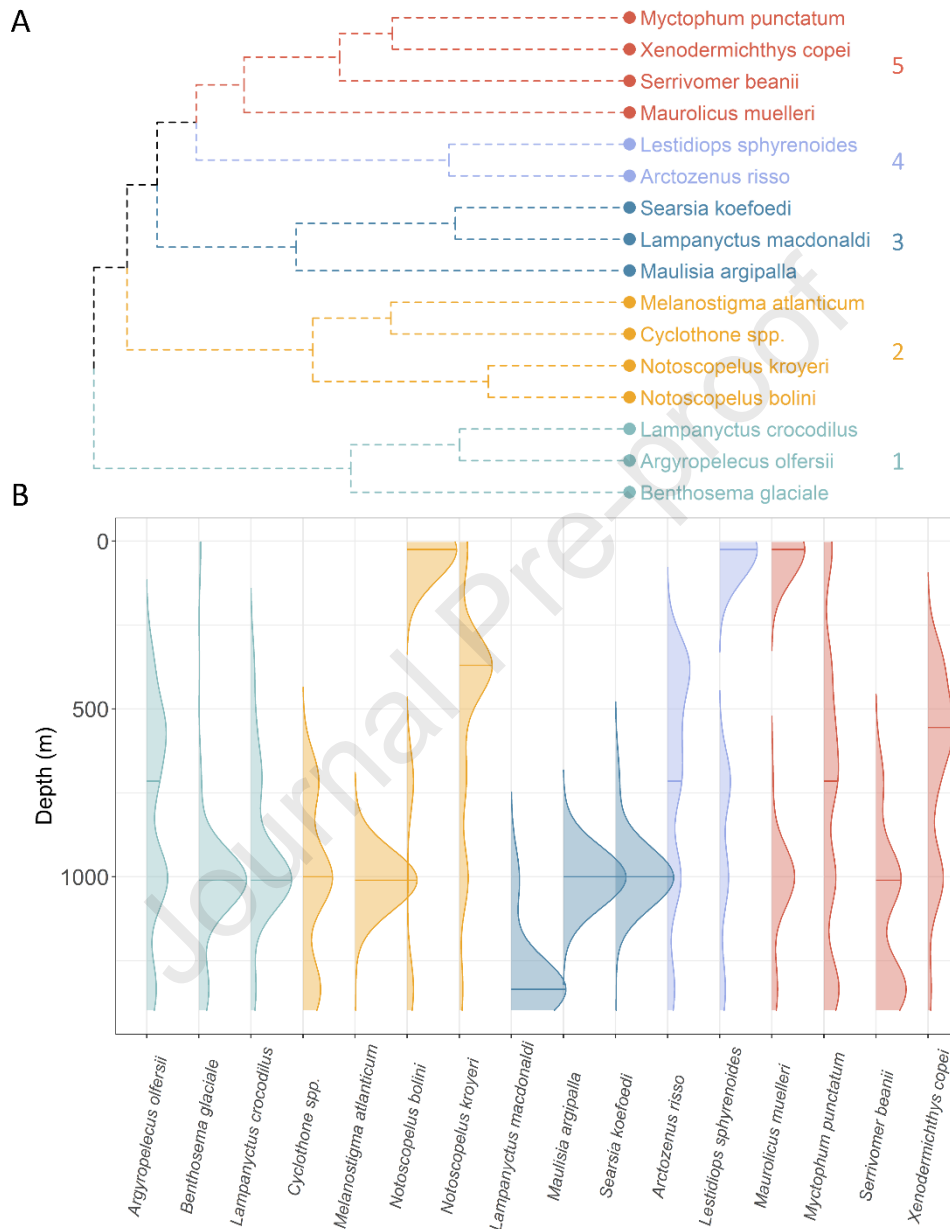 A
Myctophum punctatum
Xenodermichthys copei
5
Serrivomer beanii
Maurolicus muelleri
Lestidiops sphyrenoides
4
Arctozenus risso
Searsia koefoedi
Lampanyctus macdonaldi
3
Maulisia argipalla
Melanostigma atlanticum
Cyclothone spp.
2
Notoscopelus kroyeri
Notoscopelus bolini
Lampanyctus crocodilus
Argyropelecus olfersii
1
Benthosema glaciale
B
0
500
1000
Depth (m)
Journal Pre-proof
Argyropelecus olfersii
Benthosema glaciale
Lampanyctus crocodilus
Cyclothone spp.
Melanostigma atlanticum
Notoscopelus bolini
Notoscopelus kroyeri
Lampanyctus macdonaldi
Maulisia argipalla
Searsia koefoedi
Arctozenus risso
Lestidiops sphyrenoides
Maurolicus muelleri
Myctophum punctatum
Serrivomer beanii
Xenodermichthys copei